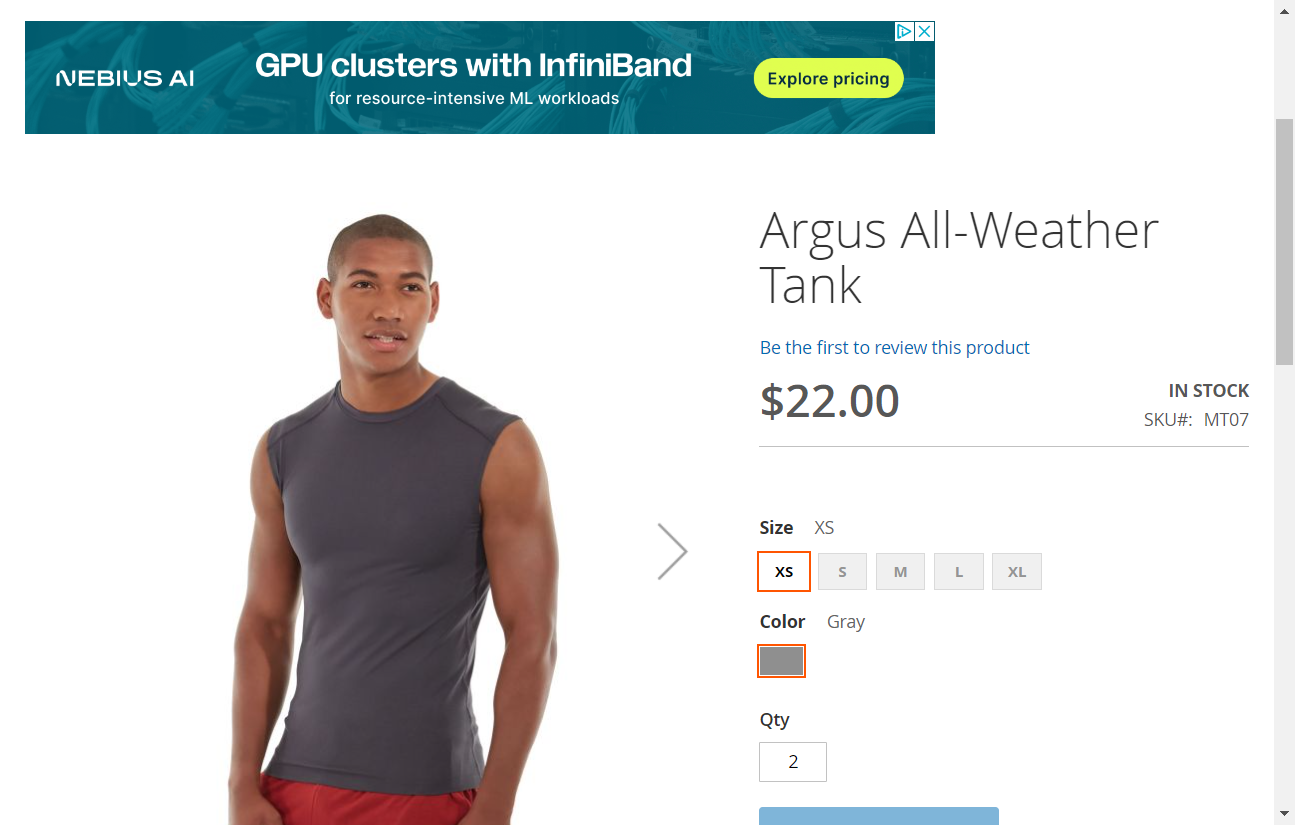 NEBIUS AI
GPU clusters with InfiniBand
for resource-intensive ML workloads
Explore pricing
Argus All-Weather
Tank
Be the first to review this product
$22.00
IN STOCK
SKU#: MT07
Size XS
XS S M L XL
Color Gray
Qty
2